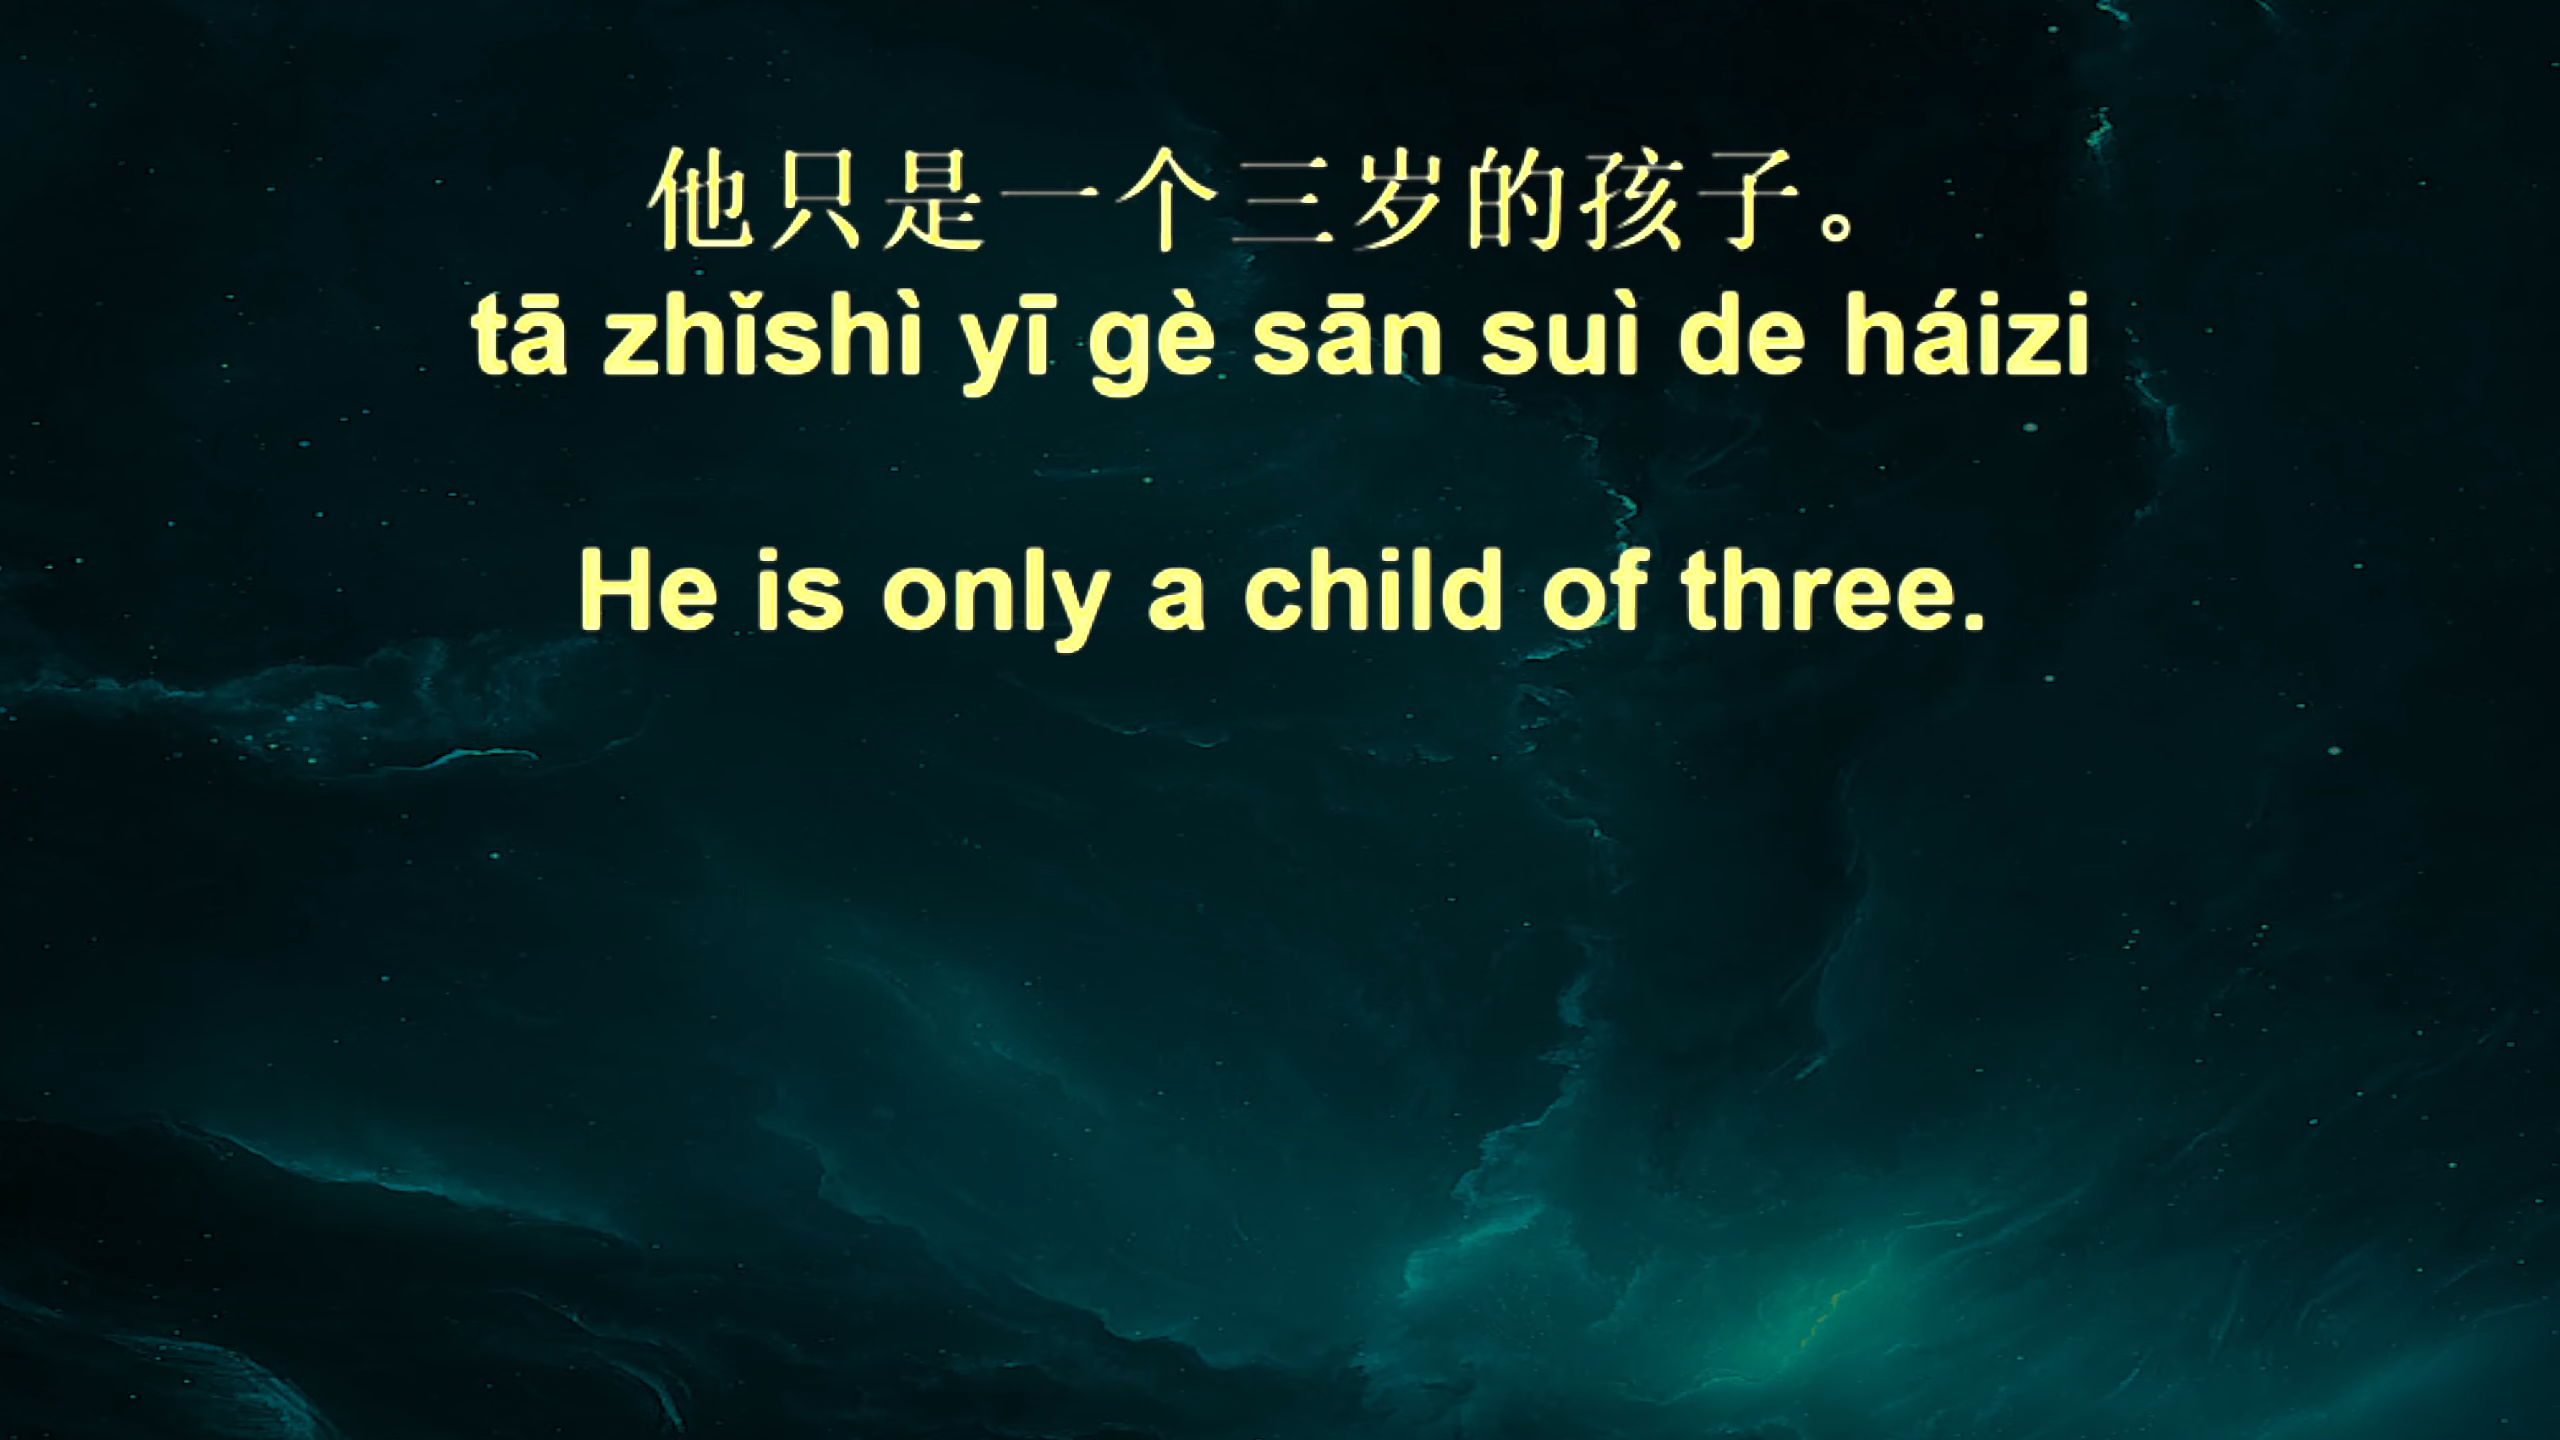 他只是一个三岁的孩子。
tā zhǐshì yī gè sān suì de háizi
He is only a child of three.